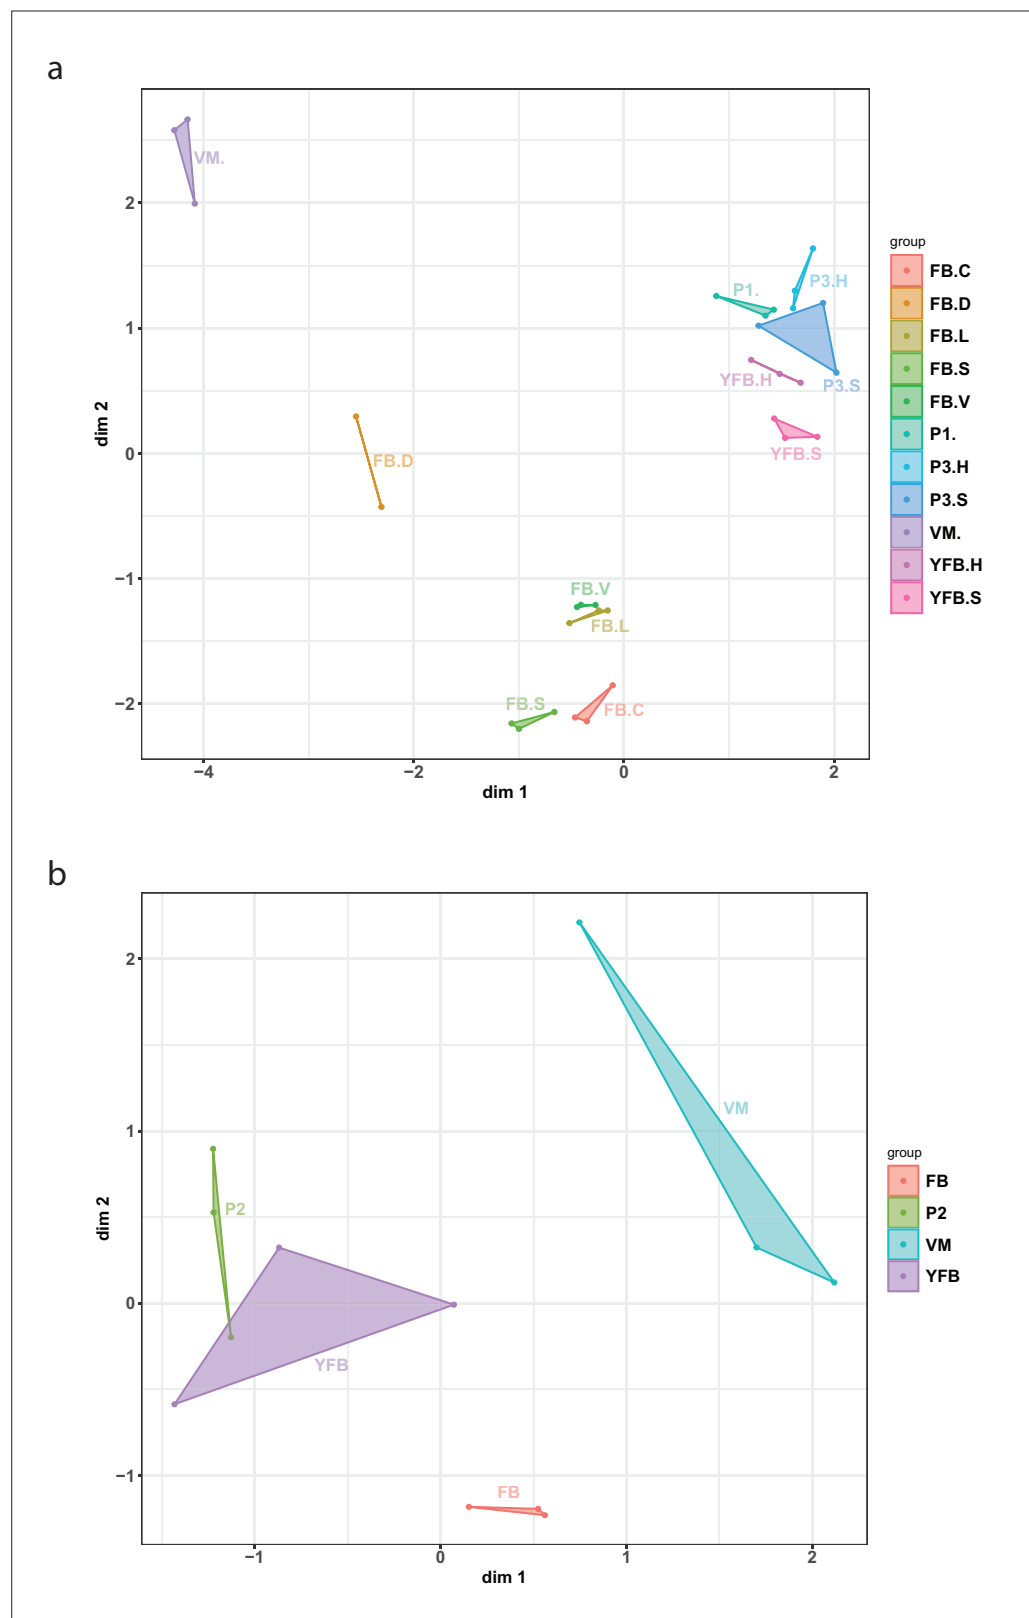 a
VM.
2
P3.H
P1.
1
YFB.H
P3.S
dim 2
0
FB.D
YFB.S
−1
FB.V
FB.L
−2
FB.S
FB.C
−4
−2
0
2
dim 1
group
FB.C
FB.D
FB.L
FB.S
FB.V
P1.
P3.H
P3.S
VM.
YFB.H
YFB.S
b
2
VM
1
P2
dim 2
0
YFB
−1
FB
−1
0
1
2
dim 1
group
FB
P2
VM
YFB